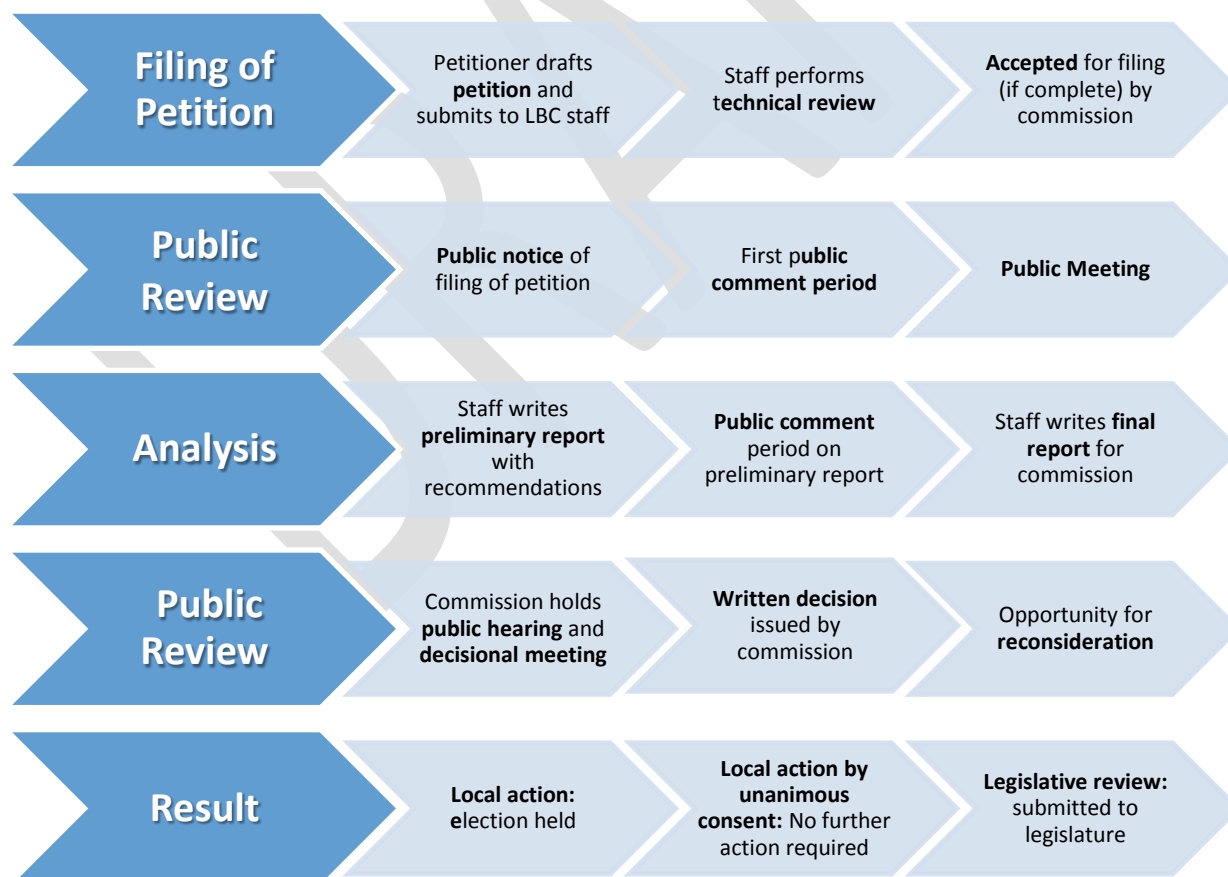 Filing of
Petition
Petitioner drafts
petition and
submits to LBC staff
Staff performs
technical review
Accepted for filing
(if complete) by
commission
Public
Review
Public notice of
filing of petition
First public
comment period
Public Meeting
Analysis
Staff writes
preliminary report
with
recommendations
Public comment
period on
preliminary report
Staff writes final
report for
commission
Public
Review
Commission holds
public hearing and
decisional meeting
Written decision
issued by
commission
Opportunity for
reconsideration
Result
Local action:
election held
Local action by
unanimous
consent: No further
action required
Legislative review:
submitted to
legislature